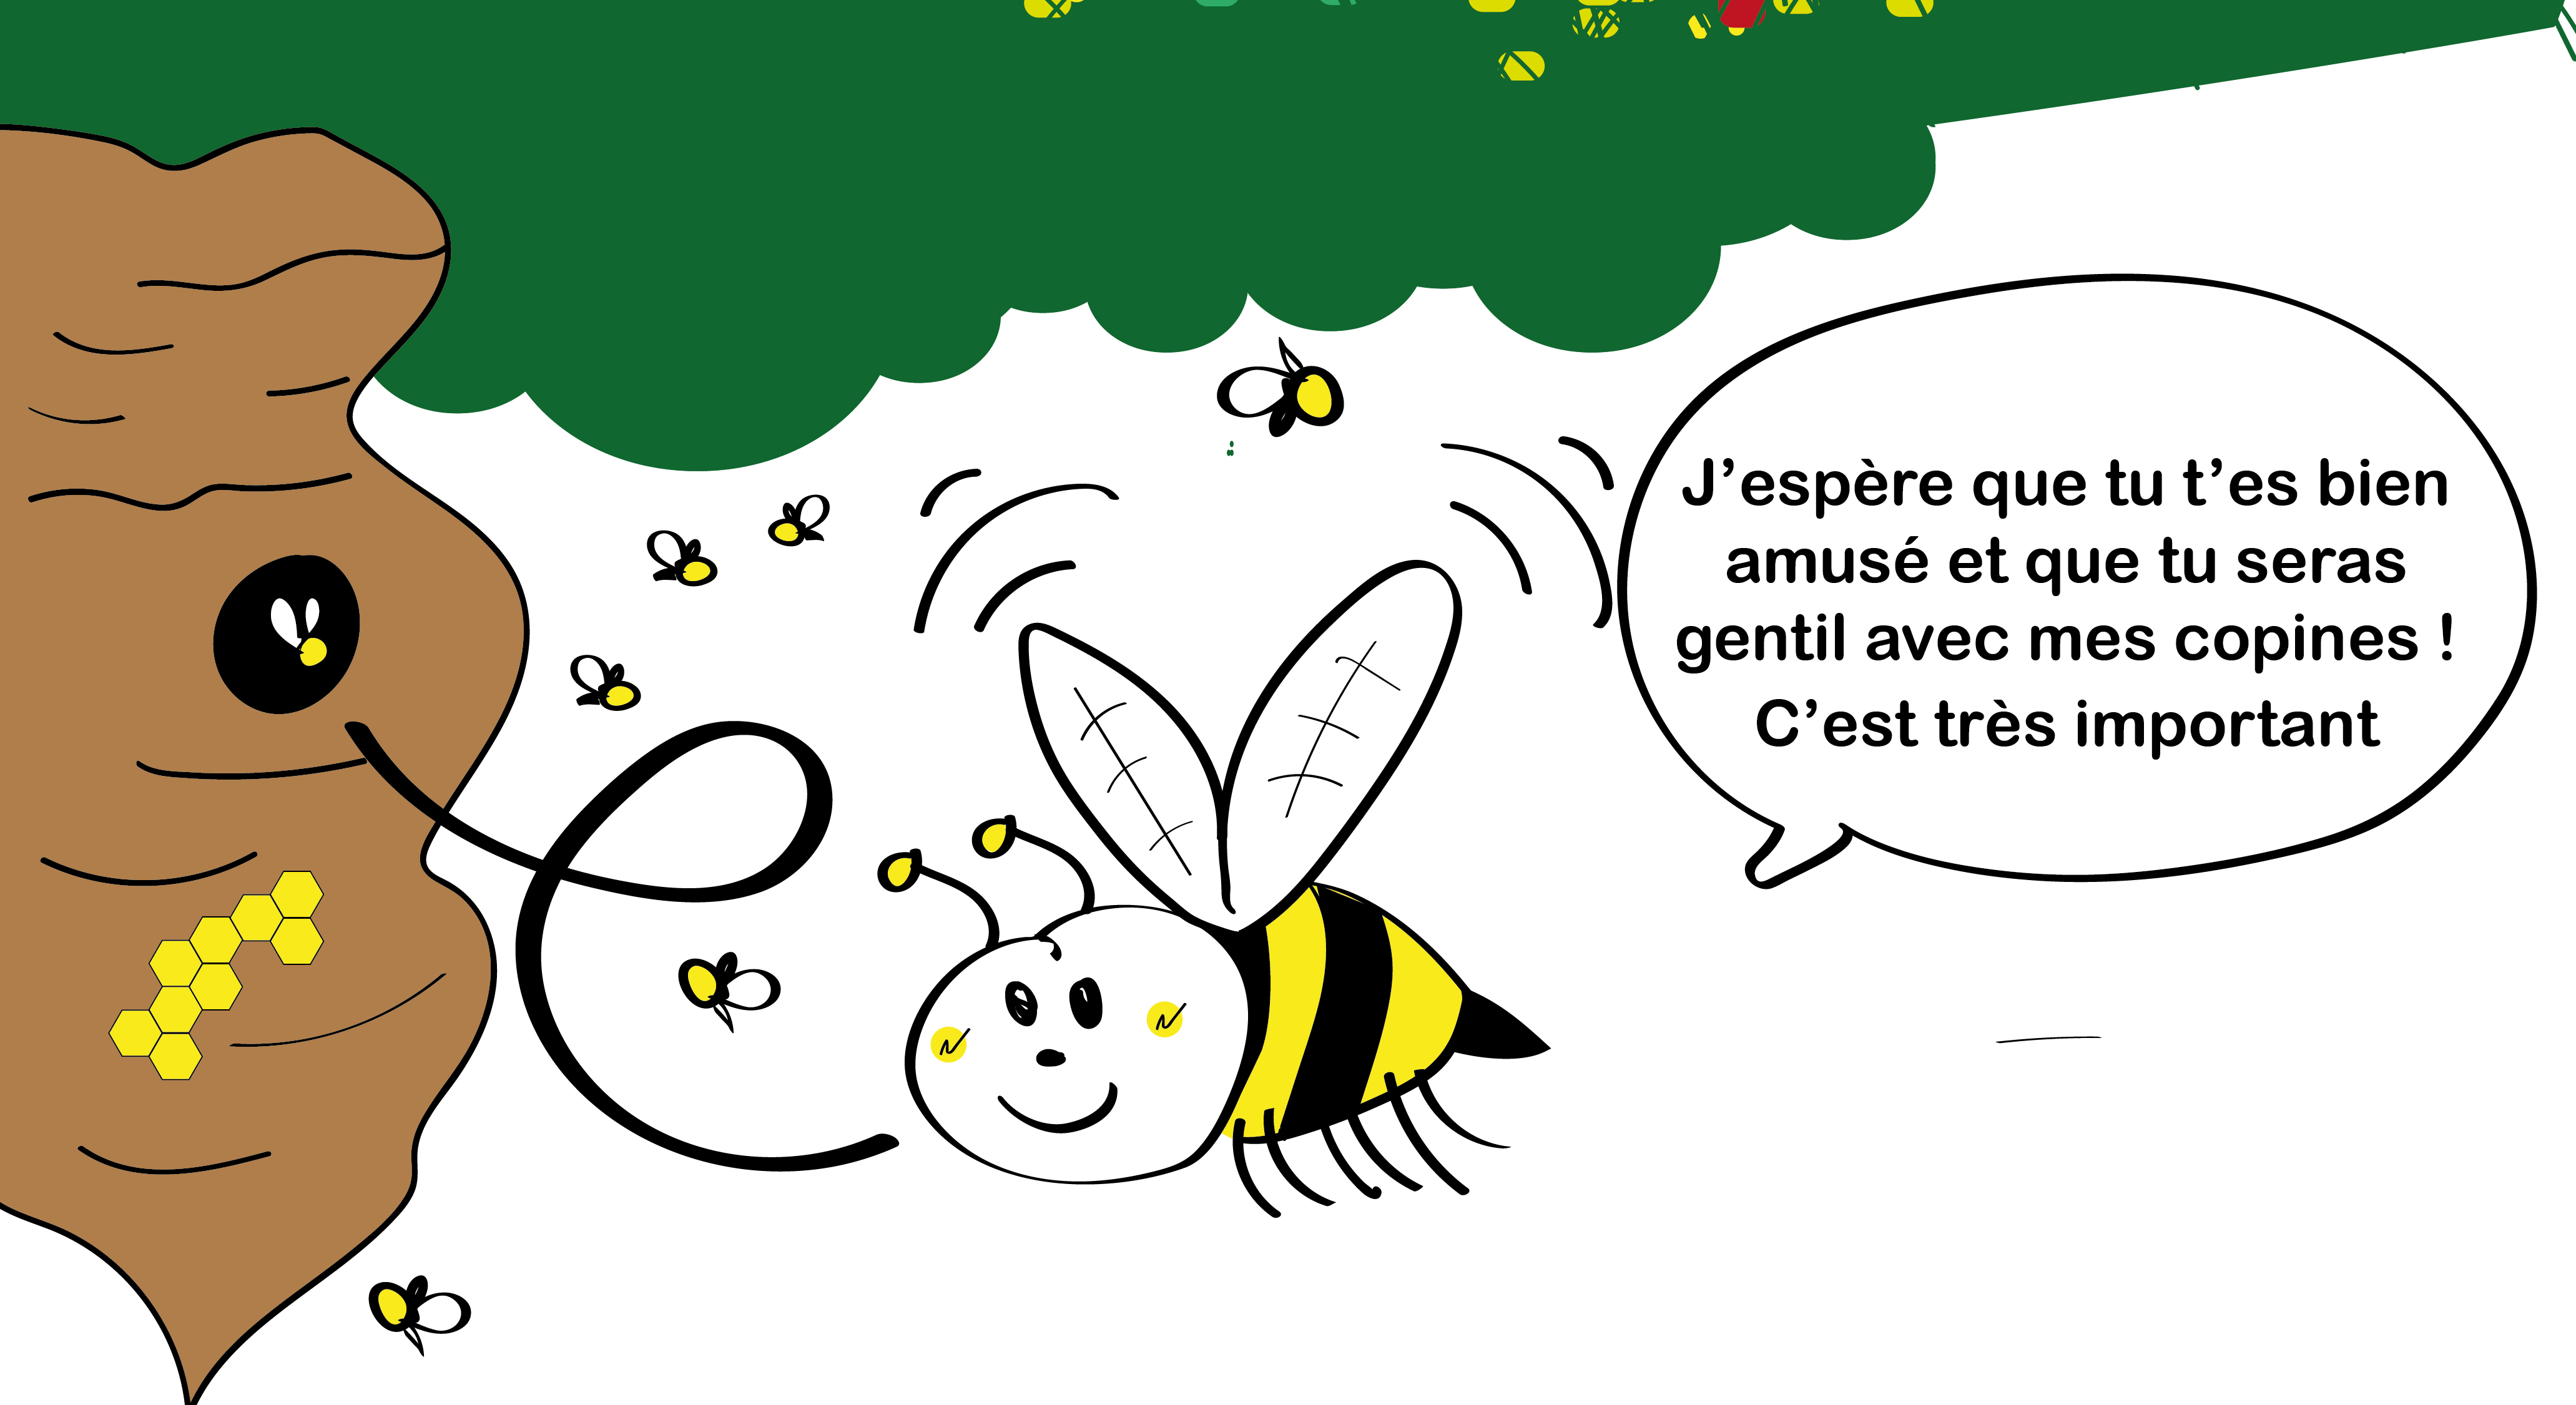 J’espère que tu t’es bien
amusé et que tu seras
gentil avec mes copines !
C’est très important